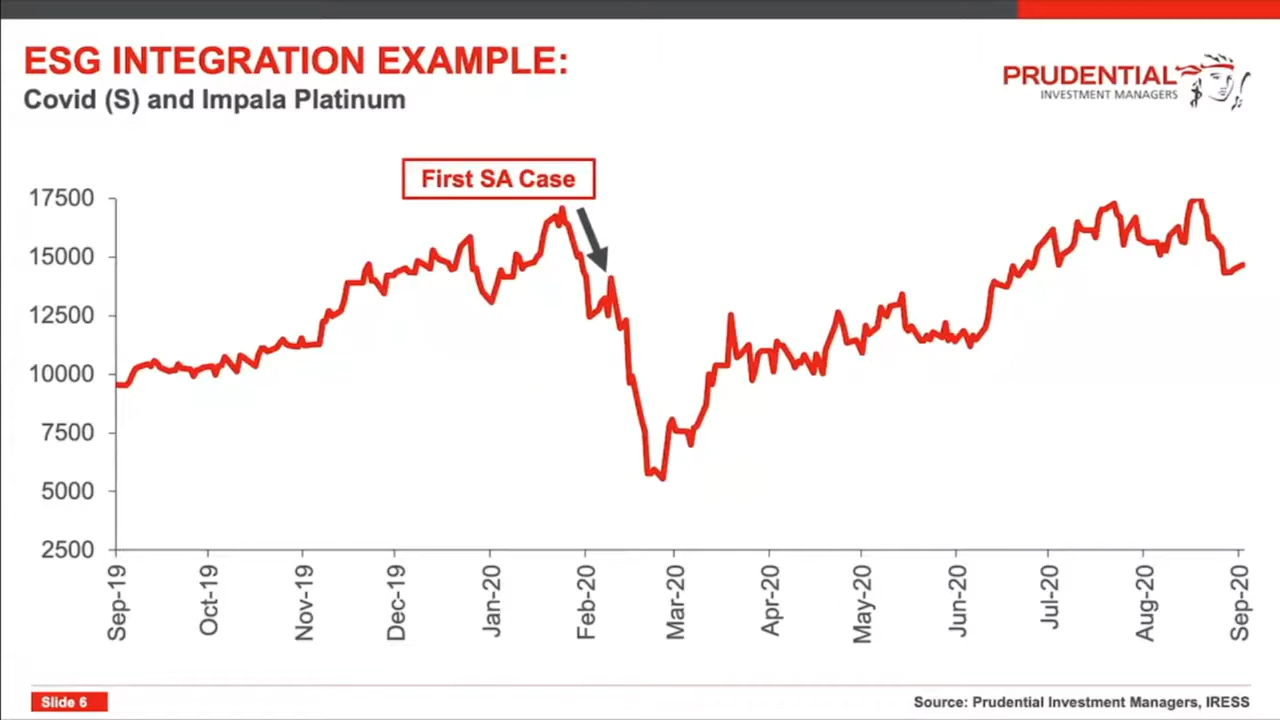 ESG INTEGRATION EXAMPLE:
Covid (S) and Impala Platinum
PRUDENTIAL
INVESTMENT MANAGERS
First SA Case
17500
15000
12500
10000
7500
5000
2500
Sep-19
Oct-19
Nov-19
Dec-19
Jan-20
Feb-20
Mar-20
Apr-20
May-20
Jun-20
Jul-20
Aug-20
Sep-20
Slide 6
Source: Prudential Investment Managers, IRESS